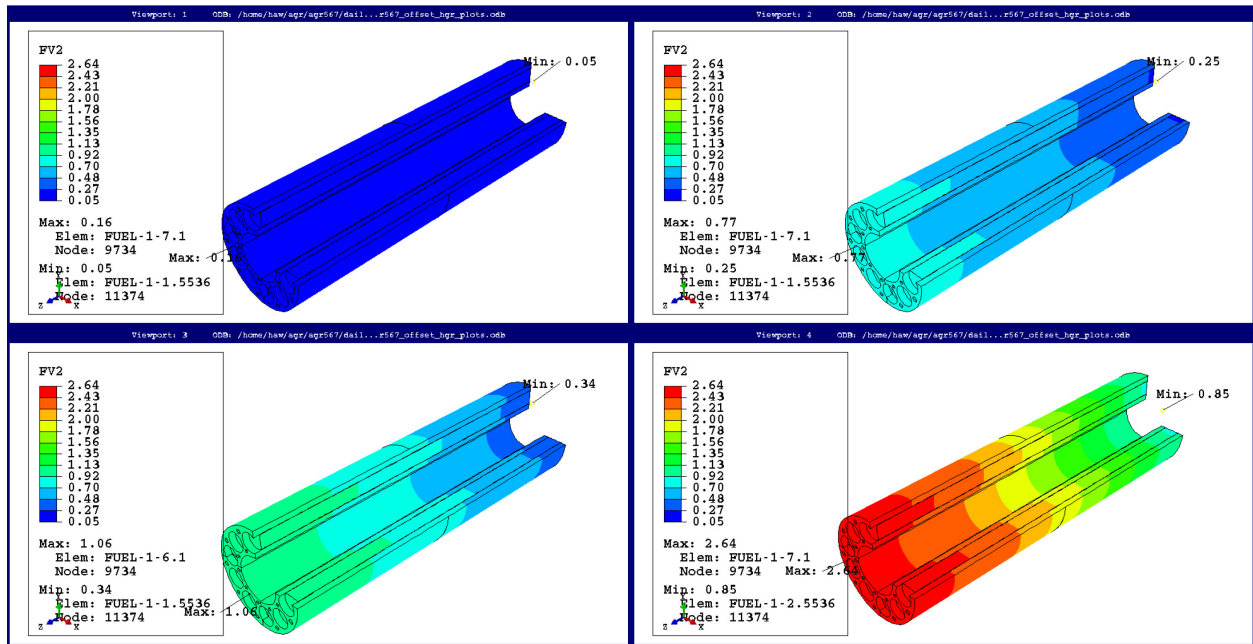 Viewport: 1 ODB: /home/haw/agr/agr567/dail...r567_offset_hgr_plots.odb
FV2
2.64
2.43
2.21
2.00
1.78
1.56
1.35
1.13
0.92
0.70
0.48
0.27
0.05
Max: 0.16
Elem: FUEL-1-7.1
Node: 9734
Min: 0.05
Elem: FUEL-1-1.5536
Node: 11374
Y
Z X
Min: 0.05
Max: 0.16
Viewport: 2 ODB: /home/haw/agr/agr567/dail...r567_offset_hgr_plots.odb
FV2
2.64
2.43
2.21
2.00
1.78
1.56
1.35
1.13
0.92
0.70
0.48
0.27
0.05
Max: 0.77
Elem: FUEL-1-7.1
Node: 9734
Min: 0.25
Elem: FUEL-1-1.5536
Node: 11374
Y
Z X
Min: 0.25
Max: 0.77
Viewport: 3 ODB: /home/haw/agr/agr567/dail...r567_offset_hgr_plots.odb
FV2
2.64
2.43
2.21
2.00
1.78
1.56
1.35
1.13
0.92
0.70
0.48
0.27
0.05
Max: 1.06
Elem: FUEL-1-6.1
Node: 9734
Min: 0.34
Elem: FUEL-1-1.5536
Node: 11374
Y
Z X
Min: 0.34
Max: 1.06
Viewport: 4 ODB: /home/haw/agr/agr567/dail...r567_offset_hgr_plots.odb
FV2
2.64
2.43
2.21
2.00
1.78
1.56
1.35
1.13
0.92
0.70
0.48
0.27
0.05
Max: 2.64
Elem: FUEL-1-7.1
Node: 9734
Min: 0.85
Elem: FUEL-1-2.5536
Node: 11374
Y
Z X
Min: 0.85
Max: 2.64